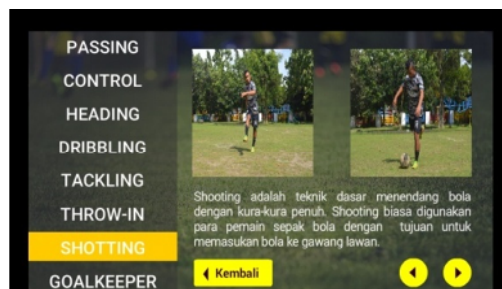 PASSING
CONTROL
HEADING
DRIBBLING
TACKLING
THROW-IN
SHOTTING
GOALKEEPER
Shooting adalah teknik dasar menendang bola
dengan kura-kura penuh. Shooting biasa digunakan
para pemain sepak bola dengan tujuan untuk
memasukan bola ke gawang lawan.
Kembali